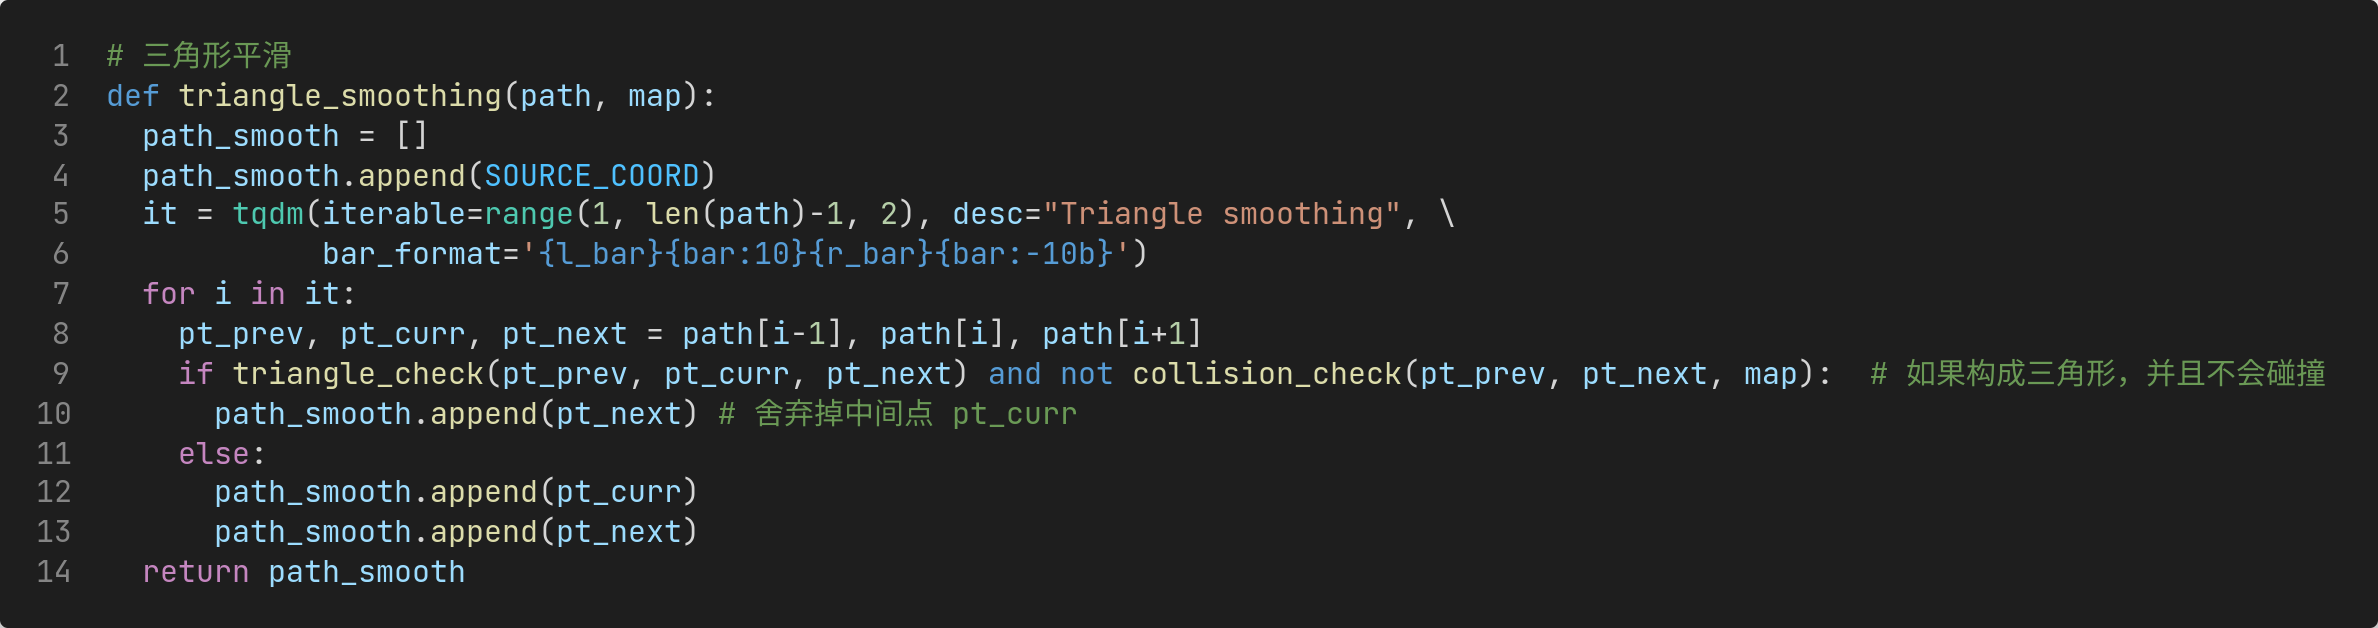 1 # 三角形平滑
2 def triangle_smoothing(path, map):
3   path_smooth = []
4   path_smooth.append(SOURCE_COORD)
5   it = tqdm(iterable=range(1, len(path)-1, 2), desc="Triangle smoothing", \
6             bar_format='{l_bar}{bar:10}{r_bar}{bar:-10b}')
7   for i in it:
8     pt_prev, pt_curr, pt_next = path[i-1], path[i], path[i+1]
9     if triangle_check(pt_prev, pt_curr, pt_next) and not collision_check(pt_prev, pt_next, map):  # 如果构成三角形，并且不会碰撞
10       path_smooth.append(pt_next) # 舍弃掉中间点 pt_curr
11     else:
12       path_smooth.append(pt_curr)
13       path_smooth.append(pt_next)
14   return path_smooth